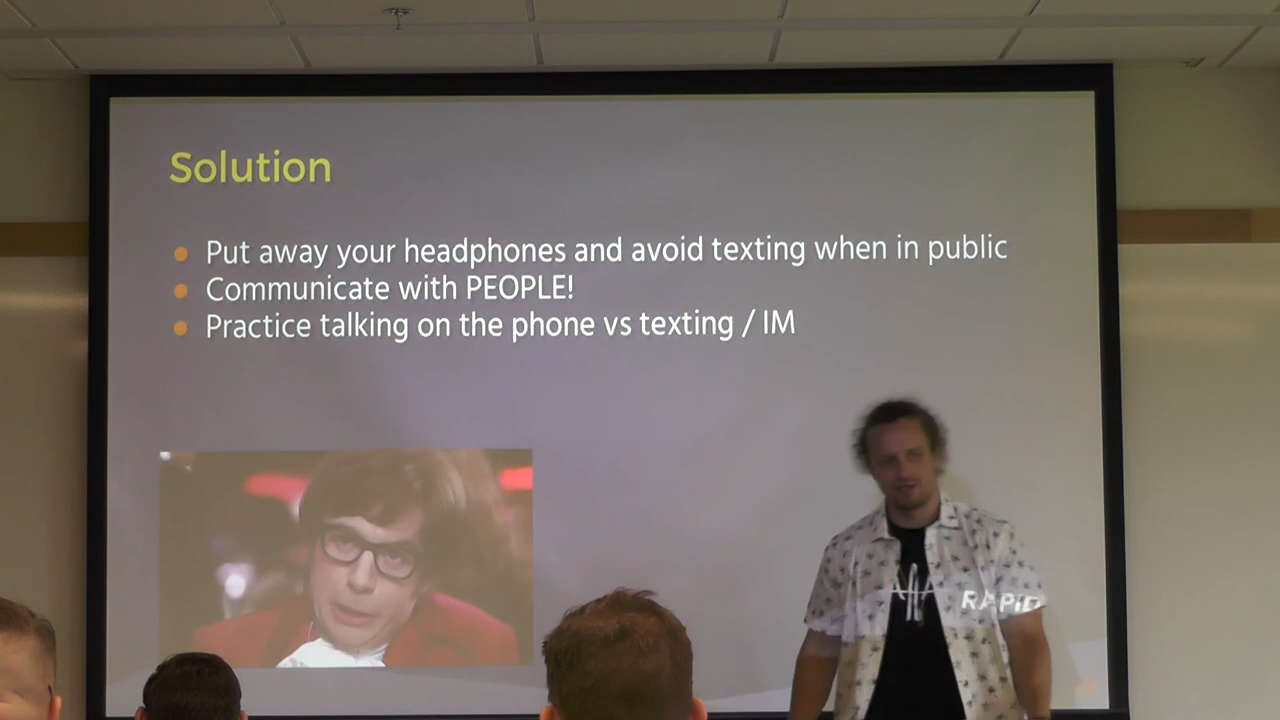 Solution
Put away your headphones and avoid texting when in public
Communicate with PEOPLE!
Practice talking on the phone vs texting / IM
RAPID